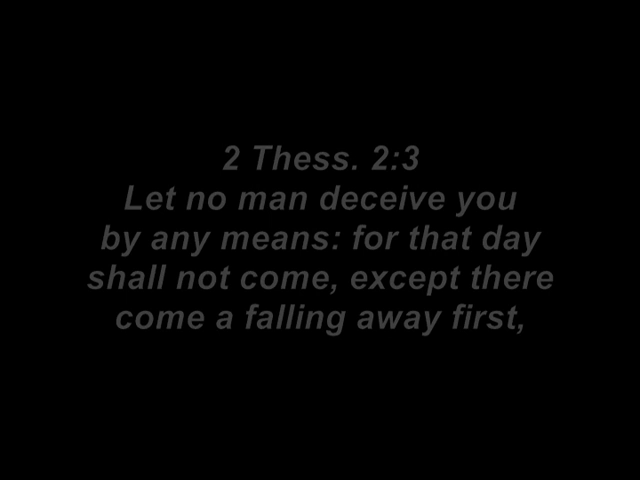 2 Thess. 2:3
Let no man deceive you
by any means: for that day
shall not come, except there
come a falling away first,